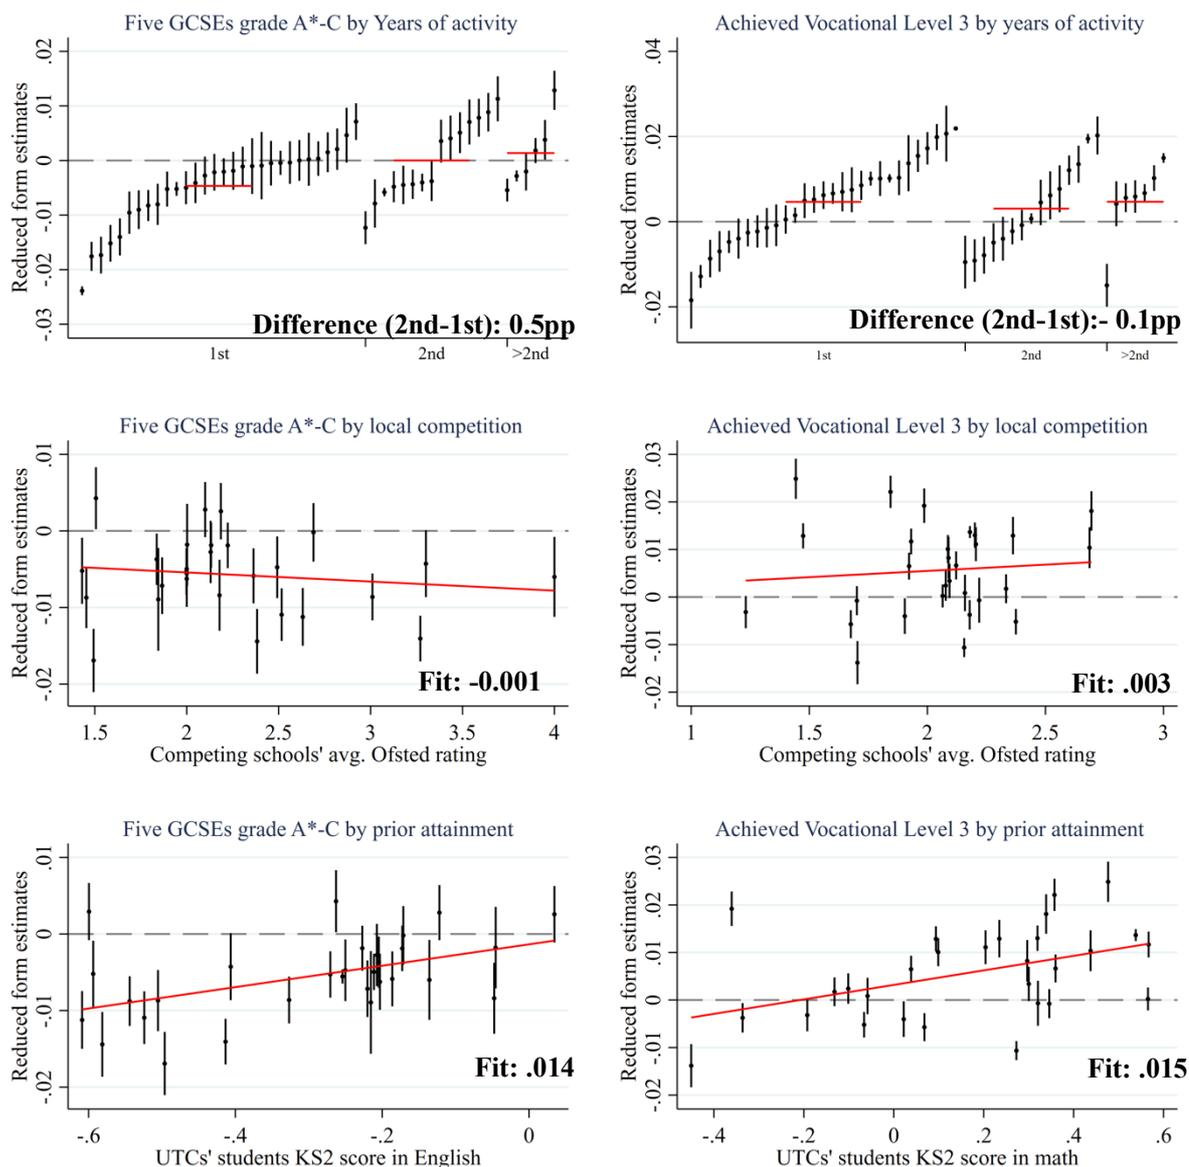 Five GCSEs grade A*-C by Years of activity
Reduced form estimates
.02
.01
0
-.01
-.02
-.03
Difference (2nd-1st): 0.5pp
1st
2nd
>2nd
Achieved Vocational Level 3 by years of activity
Reduced form estimates
.04
.02
0
-.02
Difference (2nd-1st):- 0.1pp
1st
2nd
>2nd
Five GCSEs grade A*-C by local competition
Reduced form estimates
.01
0
-.01
-.02
Fit: -0.001
1.5
2
2.5
3
3.5
4
Competing schools' avg. Ofsted rating
Achieved Vocational Level 3 by local competition
Reduced form estimates
.03
.02
.01
0
-.01
-.02
Fit: .003
1
1.5
2
2.5
3
Competing schools' avg. Ofsted rating
Five GCSEs grade A*-C by prior attainment
Reduced form estimates
.01
0
-.01
-.02
Fit: .014
-.6
-.4
-.2
0
UTCs' students KS2 score in English
Achieved Vocational Level 3 by prior attainment
Reduced form estimates
.03
.02
.01
0
-.01
-.02
Fit: .015
-.4
-.2
0
.2
.4
.6
UTCs' students KS2 score in math